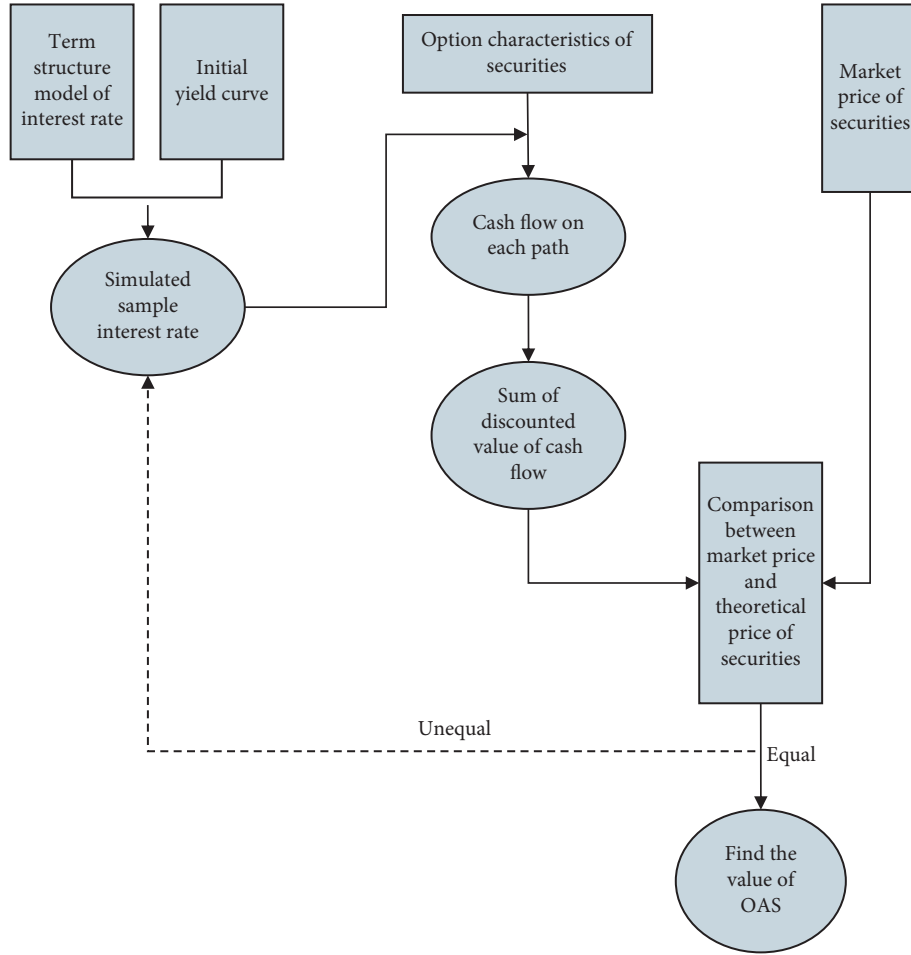 Term
structure
model of
interest rate
Initial
yield curve
Option characteristics of
securities
Market
price of
securities
Cash flow on
each path
Simulated
sample
interest rate
Sum of
discounted
value of cash
flow
Comparison
between
market price
and
theoretical
price of
securities
Unequal
Equal
Find the
value of
OAS